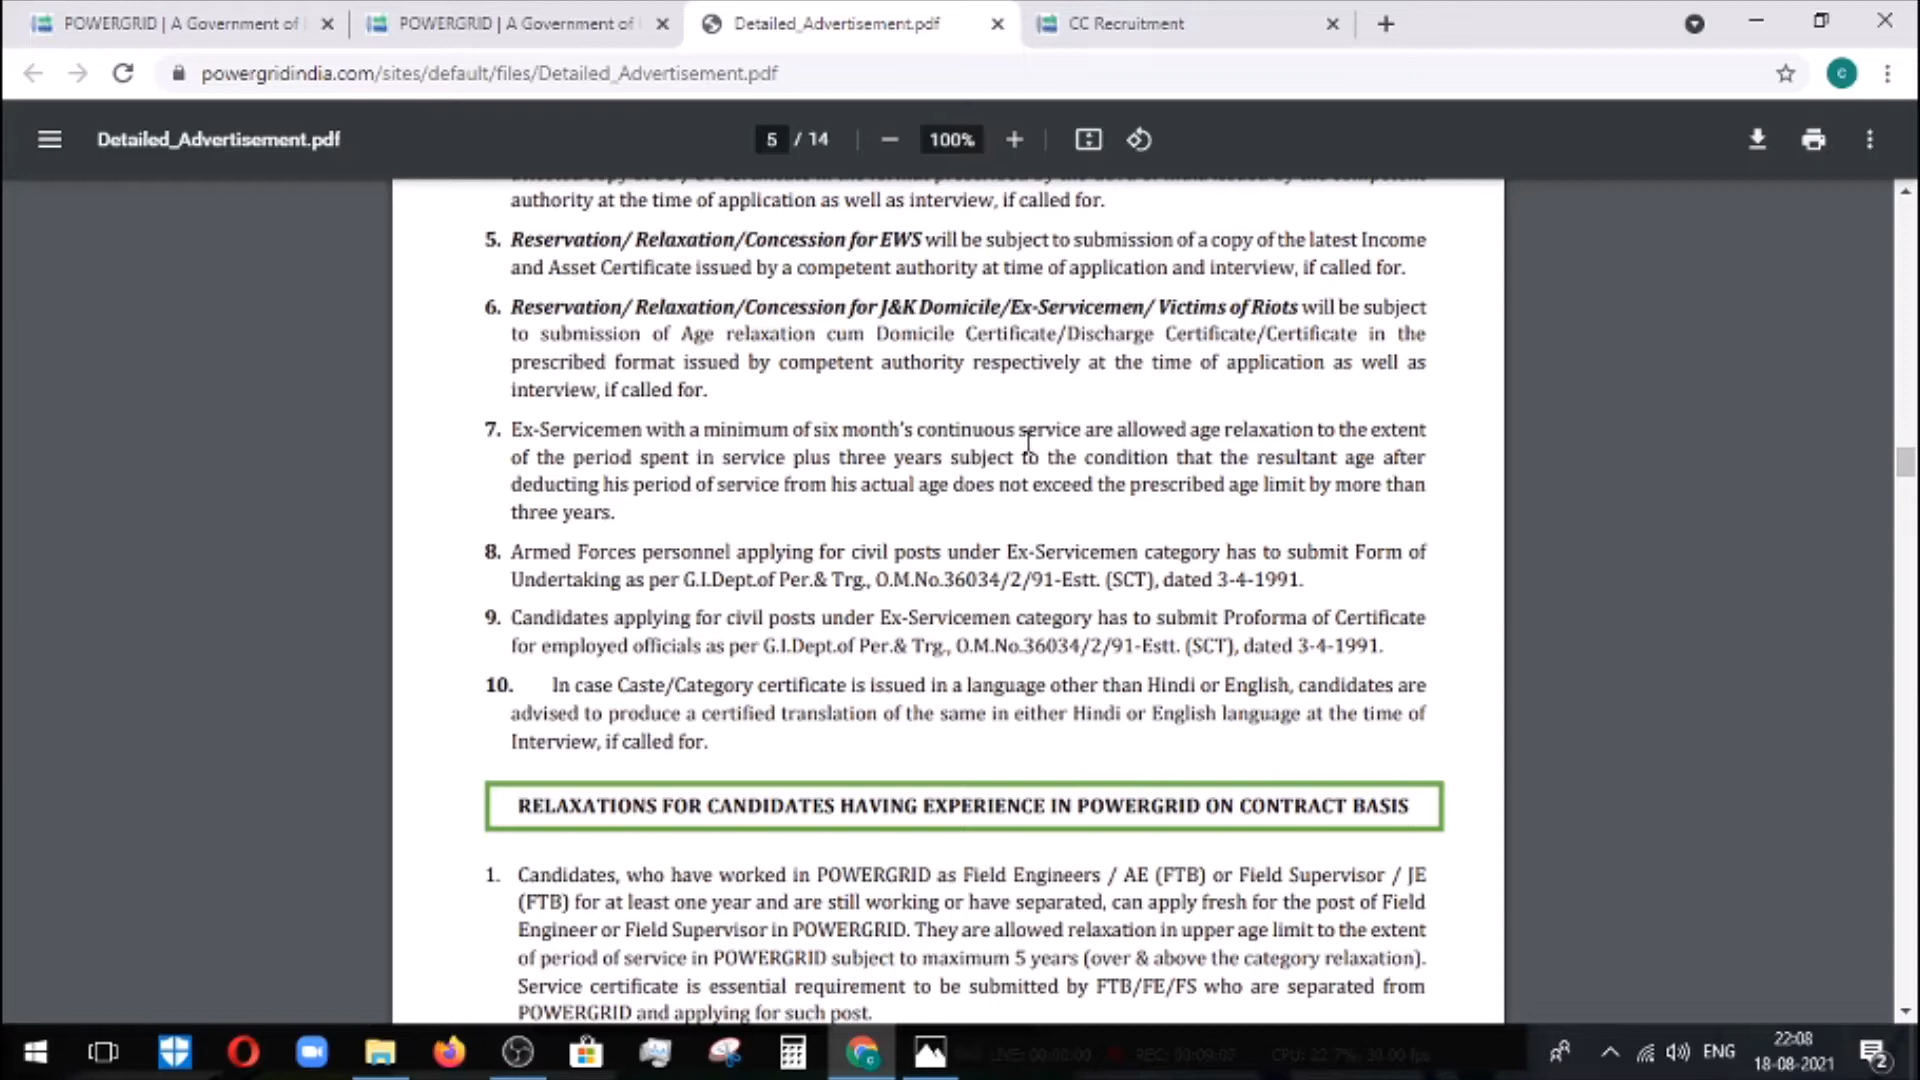 POWERGRID | A Government of
POWERGRID | A Government of
Detailed_Advertisement.pdf
CC Recruitment
powergridindia.com/sites/default/files/Detailed_Advertisement.pdf
C
Detailed_Advertisement.pdf
5 / 14
100%
authority at the time of application as well as interview, if called for.
5. Reservation/ Relaxation/Concession for EWS will be subject to submission of a copy of the latest Income
and Asset Certificate issued by a competent authority at time of application and interview, if called for.
6. Reservation/ Relaxation/Concession for J&K Domicile/Ex-Servicemen/ Victims of Riots will be subject
to submission of Age relaxation cum Domicile Certificate/Discharge Certificate/Certificate in the
prescribed format issued by competent authority respectively at the time of application as well as
interview, if called for.
7. Ex-Servicemen with a minimum of six month's continuous service are allowed age relaxation to the extent
of the period spent in service plus three years subject to the condition that the resultant age after
deducting his period of service from his actual age does not exceed the prescribed age limit by more than
three years.
8. Armed Forces personnel applying for civil posts under Ex-Servicemen category has to submit Form of
Undertaking as per G.I.Dept.of Per.& Trg., O.M.No.36034/2/91-Estt. (SCT), dated 3-4-1991.
9. Candidates applying for civil posts under Ex-Servicemen category has to submit Proforma of Certificate
for employed officials as per G.I.Dept.of Per.& Trg., O.M.No.36034/2/91-Estt. (SCT), dated 3-4-1991.
10. In case Caste/Category certificate is issued in a language other than Hindi or English, candidates are
advised to produce a certified translation of the same in either Hindi or English language at the time of
Interview, if called for.
RELAXATIONS FOR CANDIDATES HAVING EXPERIENCE IN POWERGRID ON CONTRACT BASIS
1. Candidates, who have worked in POWERGRID as Field Engineers / AE (FTB) or Field Supervisor / JE
(FTB) for at least one year and are still working or have separated, can apply fresh for the post of Field
Engineer or Field Supervisor in POWERGRID. They are allowed relaxation in upper age limit to the extent
of period of service in POWERGRID subject to maximum 5 years (over & above the category relaxation).
Service certificate is essential requirement to be submitted by FTB/FE/FS who are separated from
POWERGRID and applying for such post.
LIVE: 00:00:00 REC: 00:09:07 CPU: 22.7%, 30.00 fps
ENG
22:08
18-08-2021
2